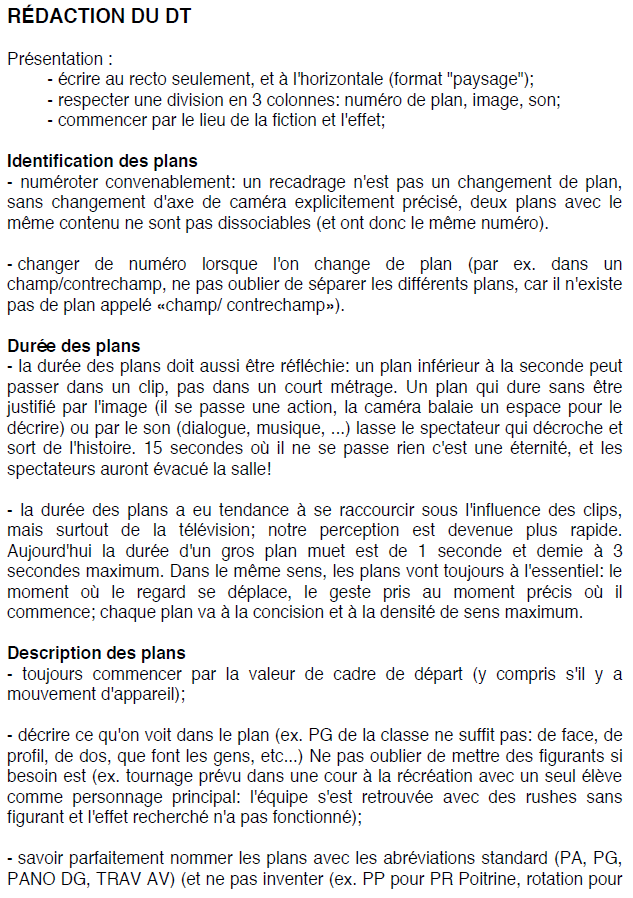 RÉDACTION DU DT
Présentation :
- écrire au recto seulement, et à l'horizontale (format "paysage");
- respecter une division en 3 colonnes: numéro de plan, image, son;
- commencer par le lieu de la fiction et l'effet;
Identification des plans
- numéroter convenablement: un recadrage n'est pas un changement de plan,
sans changement d'axe de caméra explicitement précisé, deux plans avec le
même contenu ne sont pas dissociables (et ont donc le même numéro).
- changer de numéro lorsque l'on change de plan (par ex. dans un
champ/contrechamp, ne pas oublier de séparer les différents plans, car il n'existe
pas de plan appelé «champ/ contrechamp»).
Durée des plans
- la durée des plans doit aussi être réfléchie: un plan inférieur à la seconde peut
passer dans un clip, pas dans un court métrage. Un plan qui dure sans être
justifié par l'image (il se passe une action, la caméra balaie un espace pour le
décrire) ou par le son (dialogue, musique, ...) lasse le spectateur qui décroche et
sort de l'histoire. 15 secondes où il ne se passe rien c'est une éternité, et les
spectateurs auront évacué la salle!
- la durée des plans a eu tendance à se raccourcir sous l'influence des clips,
mais surtout de la télévision; notre perception est devenue plus rapide.
Aujourd'hui la durée d'un gros plan muet est de 1 seconde et demie à 3
secondes maximum. Dans le même sens, les plans vont toujours à l'essentiel: le
moment où le regard se déplace, le geste pris au moment précis où il
commence; chaque plan va à la concision et à la densité de sens maximum.
Description des plans
- toujours commencer par la valeur de cadre de départ (y compris s'il y a
mouvement d'appareil);
- décrire ce qu'on voit dans le plan (ex. PG de la classe ne suffit pas: de face, de
profil, de dos, que font les gens, etc...) Ne pas oublier de mettre des figurants si
besoin est (ex. tournage prévu dans une cour à la récréation avec un seul élève
comme personnage principal: l'équipe s'est retrouvée avec des rushes sans
figurant et l'effet recherché n'a pas fonctionné);
- savoir parfaitement nommer les plans avec les abréviations standard (PA, PG,
PANO DG, TRAV AV) (et ne pas inventer (ex. PP pour PR Poitrine, rotation pour